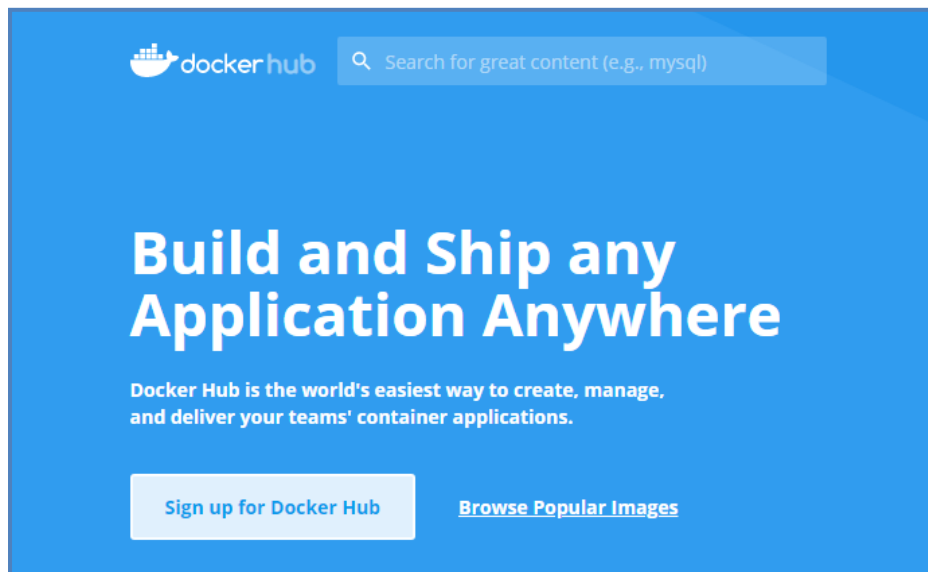 dockerhub
Search for great content (e.g., mysql)
Build and Ship any
Application Anywhere
Docker Hub is the world's easiest way to create, manage,
and deliver your teams' container applications.
Sign up for Docker Hub
Browse Popular Images